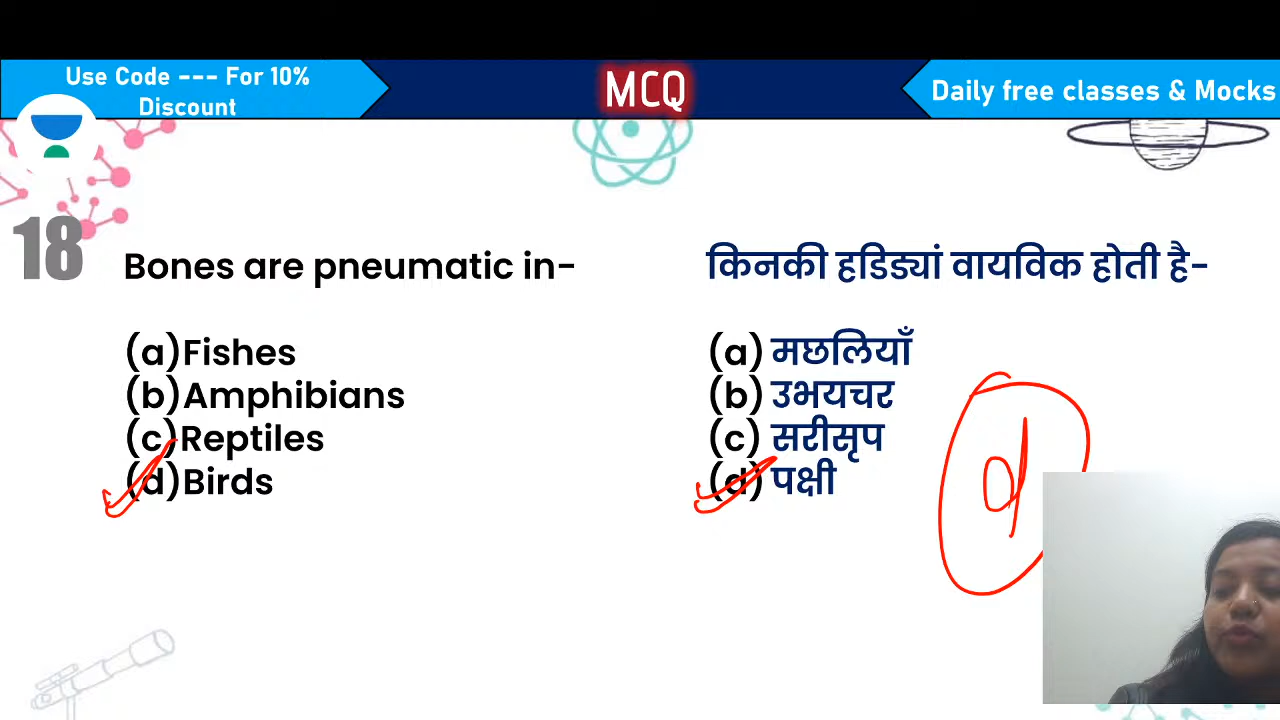 Use Code --- For 10%
Discount
MCQ
Daily free classes & Mocks
18
Bones are pneumatic in-
(a)Fishes
(b)Amphibians
(c)Reptiles
(d)Birds
किनकी हडिड्यां वायविक होती है-
(a) मछलियाँ
(b) उभयचर
(c) सरीसृप
(d) पक्षी
d